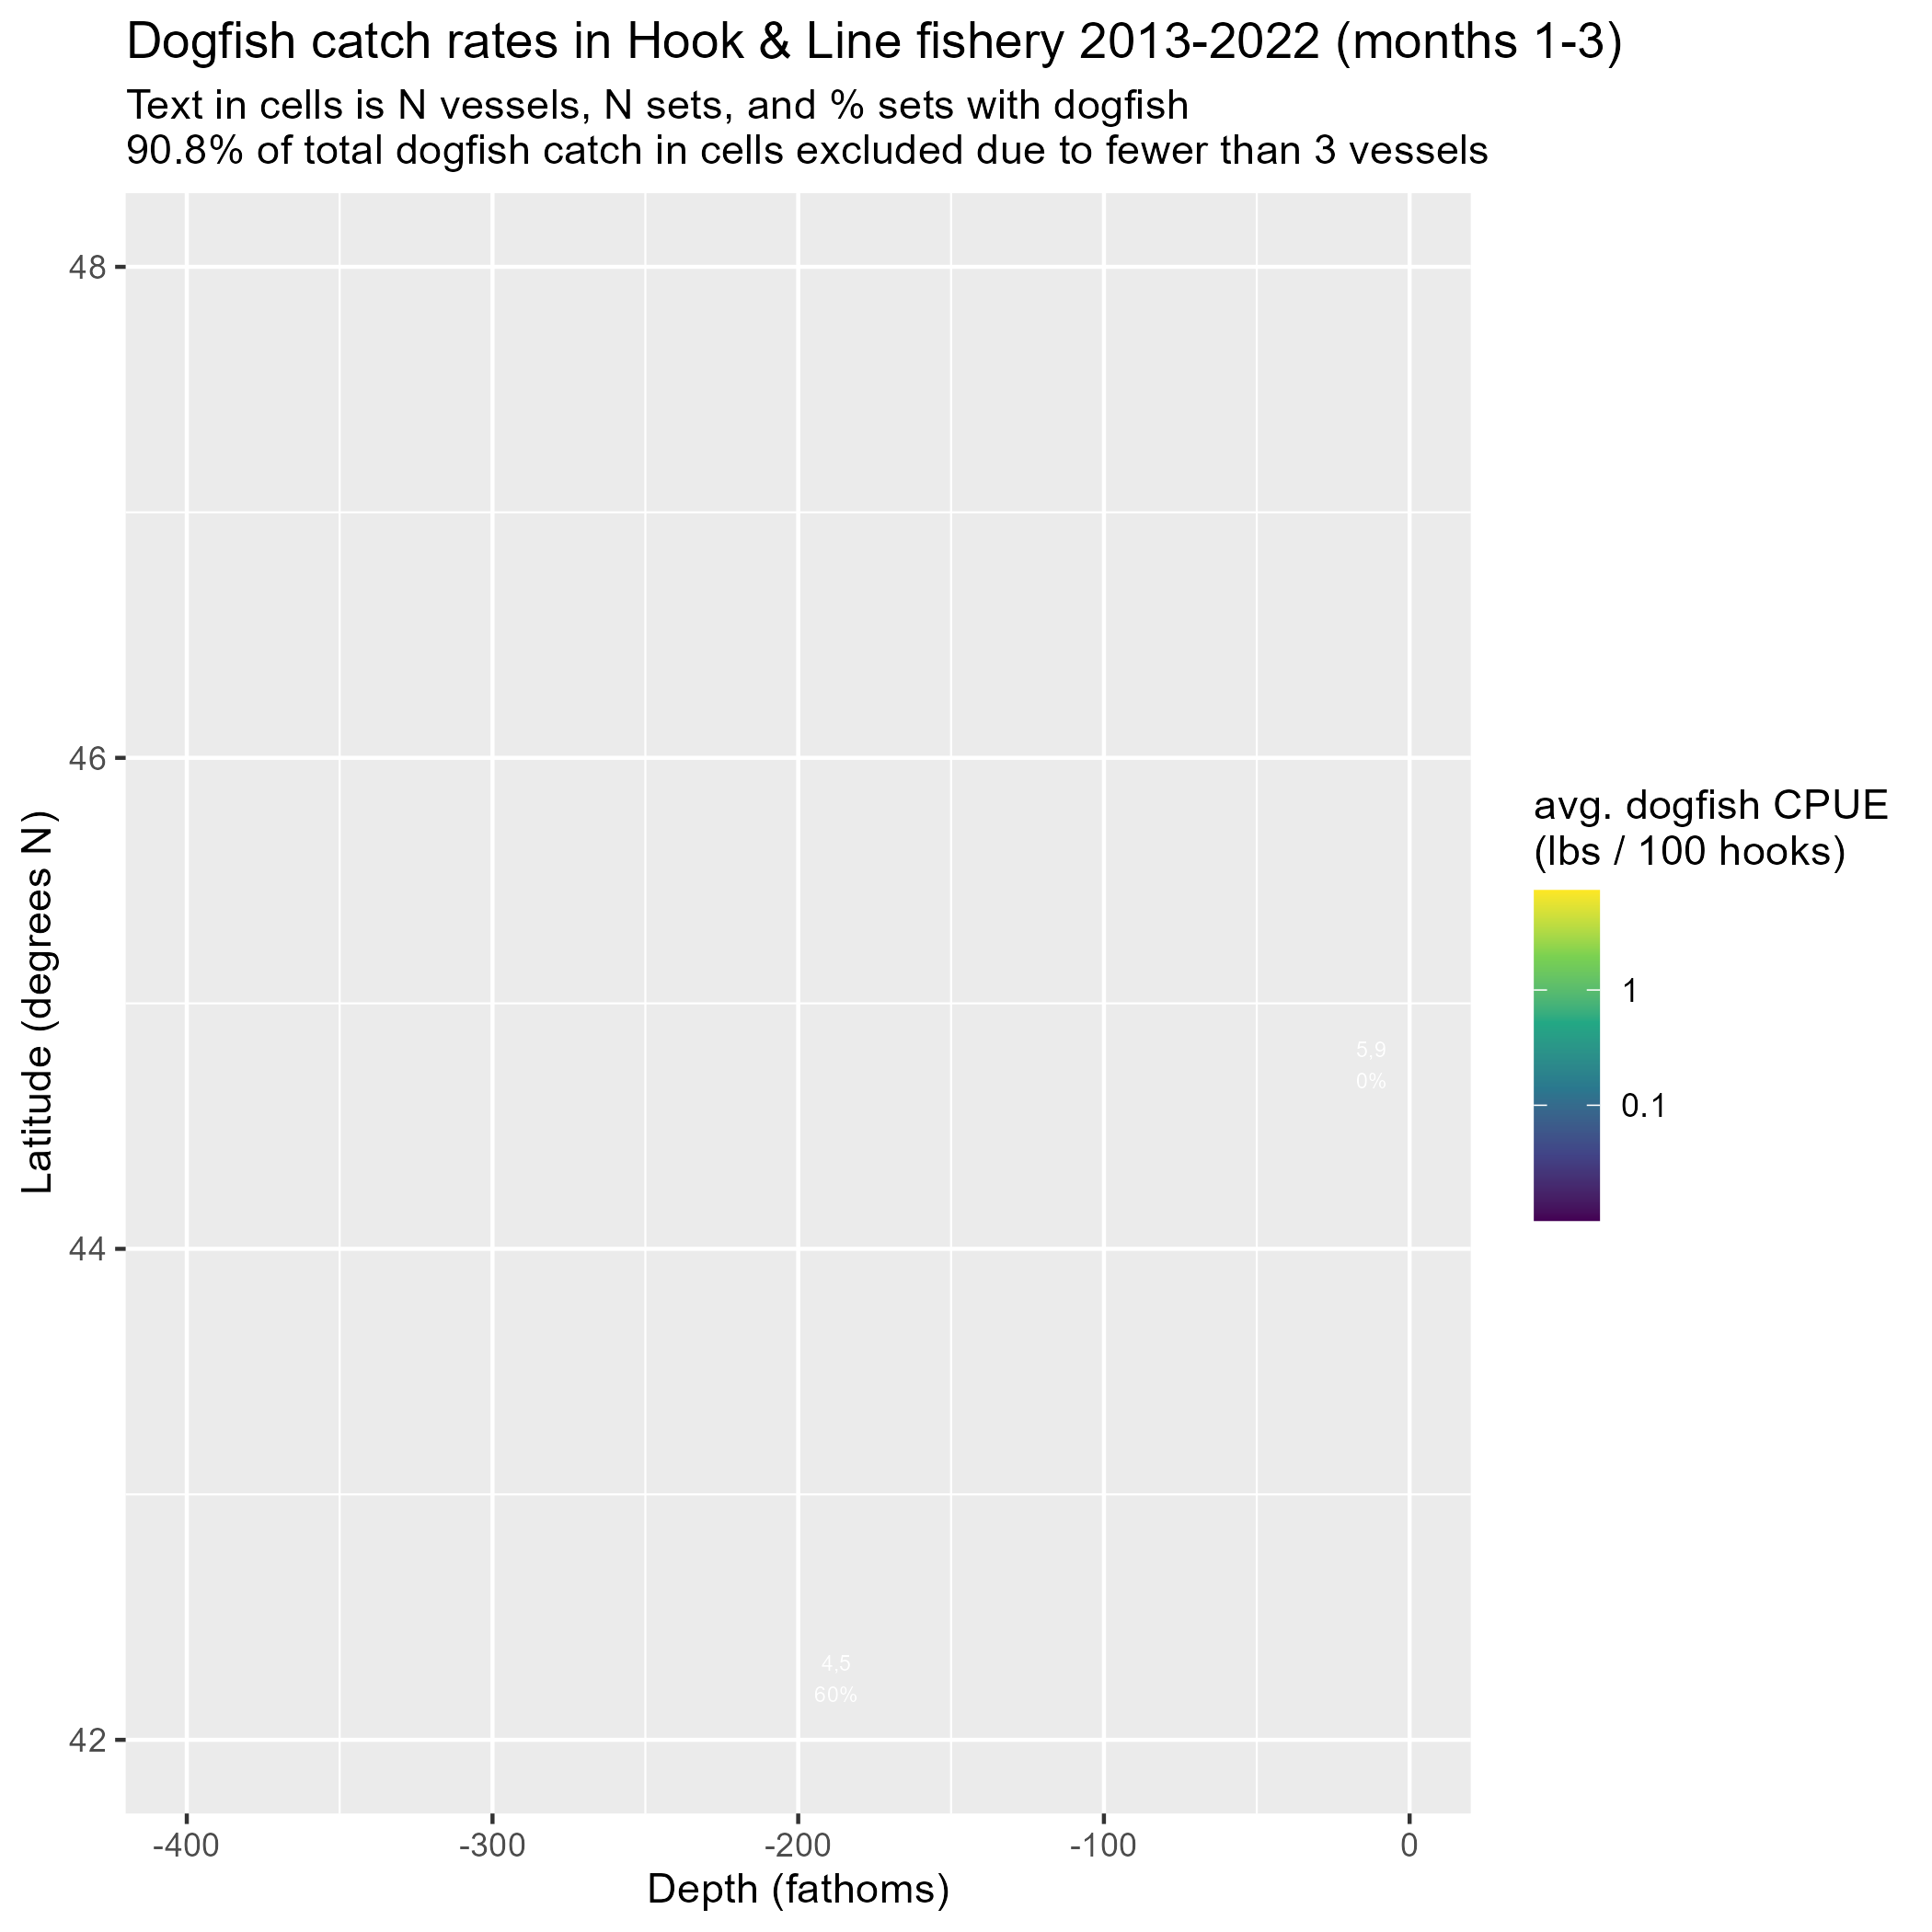 Dogfish catch rates in Hook & Line fishery 2013-2022 (months 1-3)
Text in cells is N vessels, N sets, and % sets with dogfish
90.8% of total dogfish catch in cells excluded due to fewer than 3 vessels
48
46
44
42
Latitude (degrees N)
5,9
0%
4,5
60%
-400
-300
-200
-100
0
Depth (fathoms)
avg. dogfish CPUE
(lbs / 100 hooks)
1
0.1